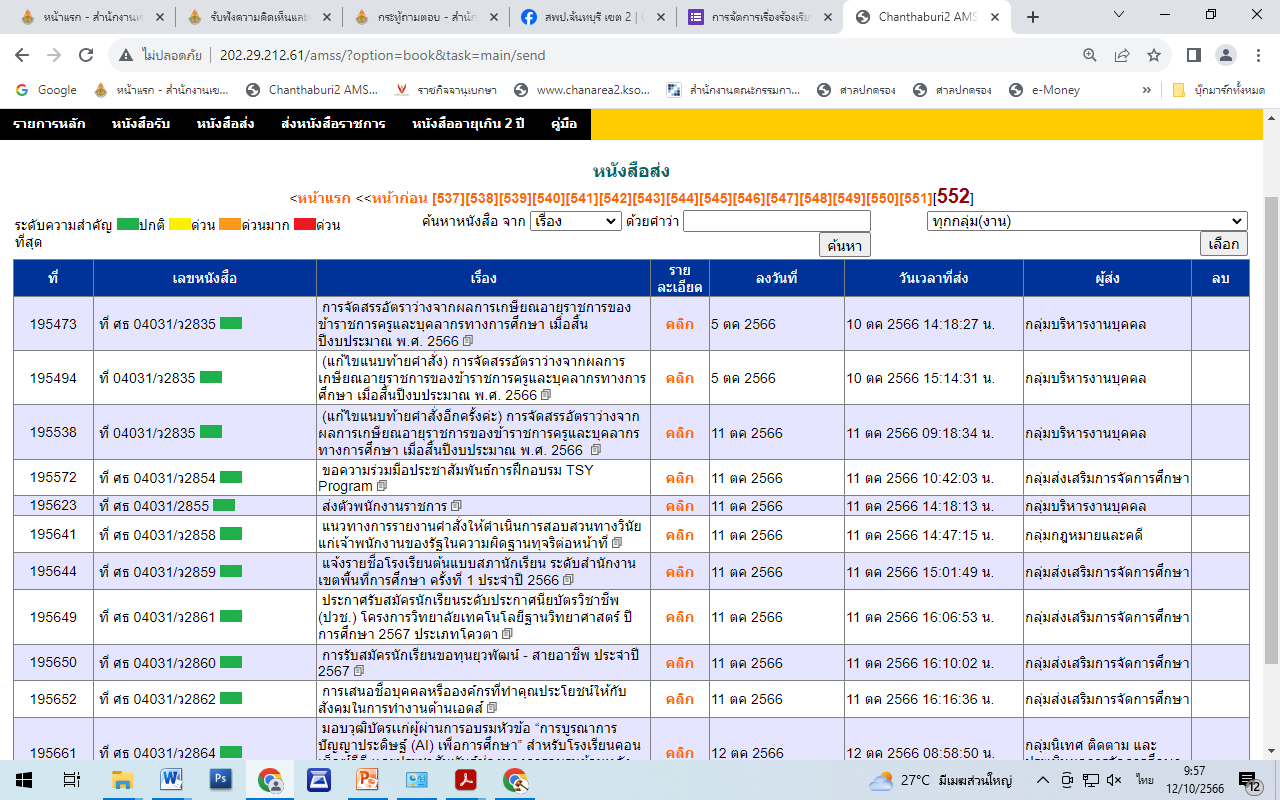 หน้าแรก - สำนักงานเข
รับฟังความคิดเห็นและ
กระทู้ถามตอบ - สำนัก
สพป.จันทบุรี เขต 2 | 
การจัดการเรื่องร้องเรีย
Chanthaburi2 AMS
ไม่ปลอดภัย 202.29.212.61/amss/?option=book&task=main/send
Google หน้าแรก - สำนักงานเข... Chanthaburi2 AMS... ราชกิจจานุเบกษา www.chanarea2.kso... สำนักงานคณะกรรมกา... ศาลปกครอง ศาลปกครอง e-Money » บุ๊กมาร์กทั้งหมด
รายการหลัก หนังสือรับ หนังสือส่ง ส่งหนังสือราชการ หนังสืออายุเกิน 2 ปี คู่มือ
หนังสือส่ง
<หน้าแรก <<หน้าก่อน [537][538][539][540][541][542][543][544][545][546][547][548][549][550][551][552]
ระดับความสำคัญ ปกติ ด่วน ด่วนมาก ด่วน
ที่สุด
ค้นหาหนังสือ จาก เรื่อง ด้วยคำว่า
ค้นหา
ทุกกลุ่ม(งาน)
เลือก
ที่ เลขหนังสือ เรื่อง ราย ลงวันที่ วันเวลาที่ส่ง ผู้ส่ง ลบ
ละเอียด
การจัดสรรอัตราว่างจากผลการเกษียณอายุราชการของ
195473 ที่ ศธ 04031/ว2835 ข้าราชการครูและบุคลากรทางการศึกษา เมื่อสิ้น คลิก 5 ตค 2566 10 ตค 2566 14:18:27 น. กลุ่มบริหารงานบุคคล
ปีงบประมาณ พ.ศ. 2566
(แก้ไขแนบท้ายคำสั่ง) การจัดสรรอัตราว่างจากผลการ
195494 ที่ 04031/ว2835 เกษียณอายุราชการของข้าราชการครูและบุคลากรทางการ คลิก 5 ตค 2566 10 ตค 2566 15:14:31 น. กลุ่มบริหารงานบุคคล
ศึกษา เมื่อสิ้นปีงบประมาณ พ.ศ. 2566
(แก้ไขแนบท้ายคำสั่งอีกครั้งค่ะ) การจัดสรรอัตราว่างจาก
195538 ที่ 04031/ว2835 ผลการเกษียณอายุราชการของข้าราชการครูและบุคลากร คลิก 11 ตค 2566 11 ตค 2566 09:18:34 น. กลุ่มบริหารงานบุคคล
ทางการศึกษา เมื่อสิ้นปีงบประมาณ พ.ศ. 2566
ขอความร่วมมือประชาสัมพันธ์การฝึกอบรม TSY
195572 ที่ ศธ 04031/ว2854 คลิก 11 ตค 2566 11 ตค 2566 10:42:03 น. กลุ่มส่งเสริมการจัดการศึกษา
Program
195623 ที่ ศธ 04031/2855 ส่งตัวพนักงานราชการ คลิก 11 ตค 2566 11 ตค 2566 14:18:13 น. กลุ่มบริหารงานบุคคล
แนวทางการรายงานคำสั่งให้ดำเนินการสอบสวนทางวินัย
195641 ที่ ศธ 04031/ว2858 คลิก 11 ตค 2566 11 ตค 2566 14:47:15 น. กลุ่มกฎหมายและคดี
แก่เจ้าพนักงานของรัฐในความผิดฐานทุจริตต่อหน้าที่
แจ้งรายชื่อโรงเรียนต้นแบบสภานักเรียน ระดับสำนักงาน
195644 ที่ ศธ 04031/ว2859 คลิก 11 ตค 2566 11 ตค 2566 15:01:49 น. กลุ่มส่งเสริมการจัดการศึกษา
เขตพื้นที่การศึกษา ครั้งที่ 1 ประจำปี 2566
ประกาศรับสมัครนักเรียนระดับประกาศนียบัตรวิชาชีพ
195649 ที่ ศธ 04031/ว2861 (ปวช.) โครงการวิทยาลัยเทคโนโลยีฐานวิทยาศาสตร์ ปี คลิก 11 ตค 2566 11 ตค 2566 16:06:53 น. กลุ่มส่งเสริมการจัดการศึกษา
การศึกษา 2567 ประเภทโควตา
การรับสมัครนักเรียนขอทุนยุวพัฒน์ - สายอาชีพ ประจำปี
195650 ที่ ศธ 04031/ว2860 คลิก 11 ตค 2566 11 ตค 2566 16:10:02 น. กลุ่มส่งเสริมการจัดการศึกษา
2567
การเสนอชื่อบุคคลหรือองค์กรที่ทำคุณประโยชน์ให้กับ
195652 ที่ ศธ 04031/ว2862 คลิก 11 ตค 2566 11 ตค 2566 16:16:36 น. กลุ่มส่งเสริมการจัดการศึกษา
สังคมในการทำงานด้านเอดส์
มอบวุฒิบัตรแก่ผู้ผ่านการอบรมหัวข้อ “การบูรณาการ
ปัญญาประดิษฐ์ (AI) เพื่อการศึกษา” สำหรับโรงเรียนคอน
195661 ที่ ศธ 04031/ว2864 คลิก 12 ตค 2566 12 ตค 2566 08:58:50 น. กลุ่มนิเทศ ติดตาม และ
27°C มีเมฆส่วนใหญ่ ไทย 9:57
12/10/2566 12